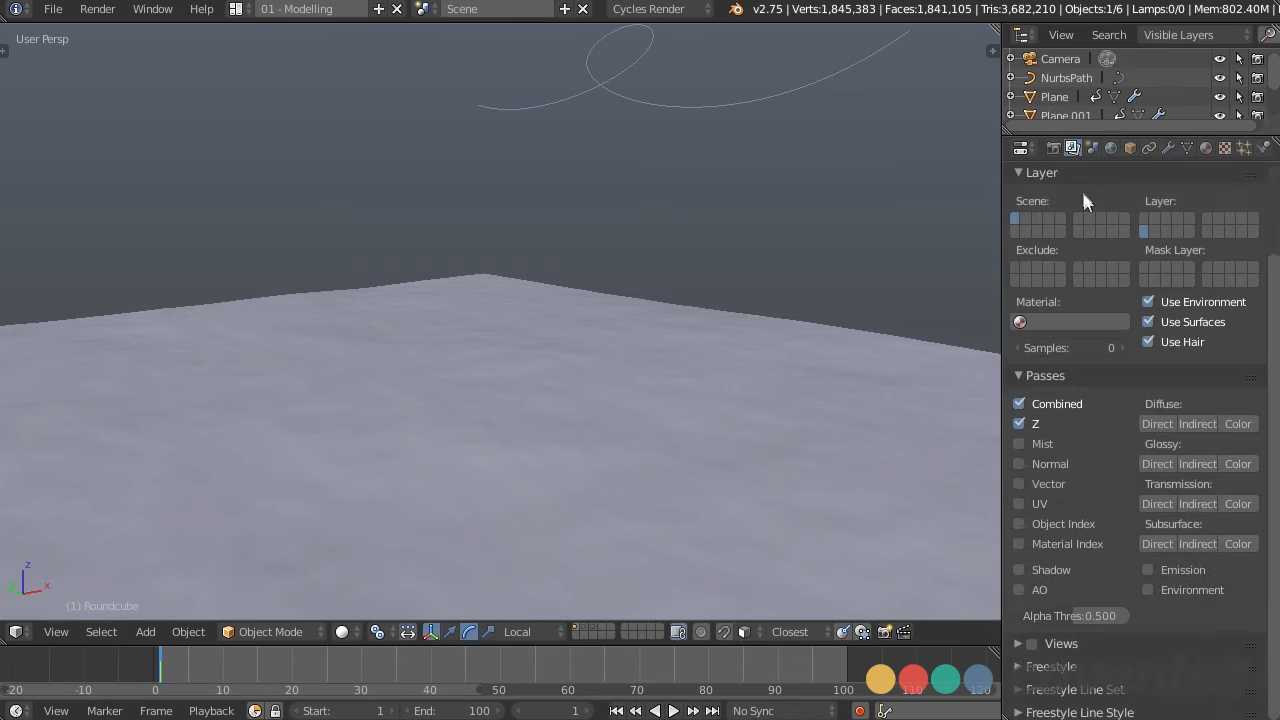 File Render Window Help 01 - Modelling Scene Cycles Render v2.75 | Verts:1,845,383 | Faces:1,841,105 | Tris:3,682,210 | Objects:1/6 | Lamps:0/0 | Mem:802.40M |
User Persp
View Search Visible Layers
Camera
NurbsPath
Plane
Plane.001
Layer
Scene: Layer:
Exclude: Mask Layer:
Material: Use Environment
Use Surfaces
Samples: 0 Use Hair
Passes
Combined Diffuse:
Z Direct Indirect Color
Mist Glossy:
Normal Direct Indirect Color
Vector Transmission:
UV Direct Indirect Color
Object Index Subsurface:
Material Index Direct Indirect Color
Shadow Emission
AO Environment
Alpha Thres: 0.500
Views
Freestyle
Freestyle Line Set
Freestyle Line Style
z
x
(1) Roundcube
View Select Add Object Object Mode Local Closest
-20 -10 0 10 20 30 40 50 60 70 80 90 100 110 120
View Marker Frame Playback Start: 1 End: 100 1 No Sync